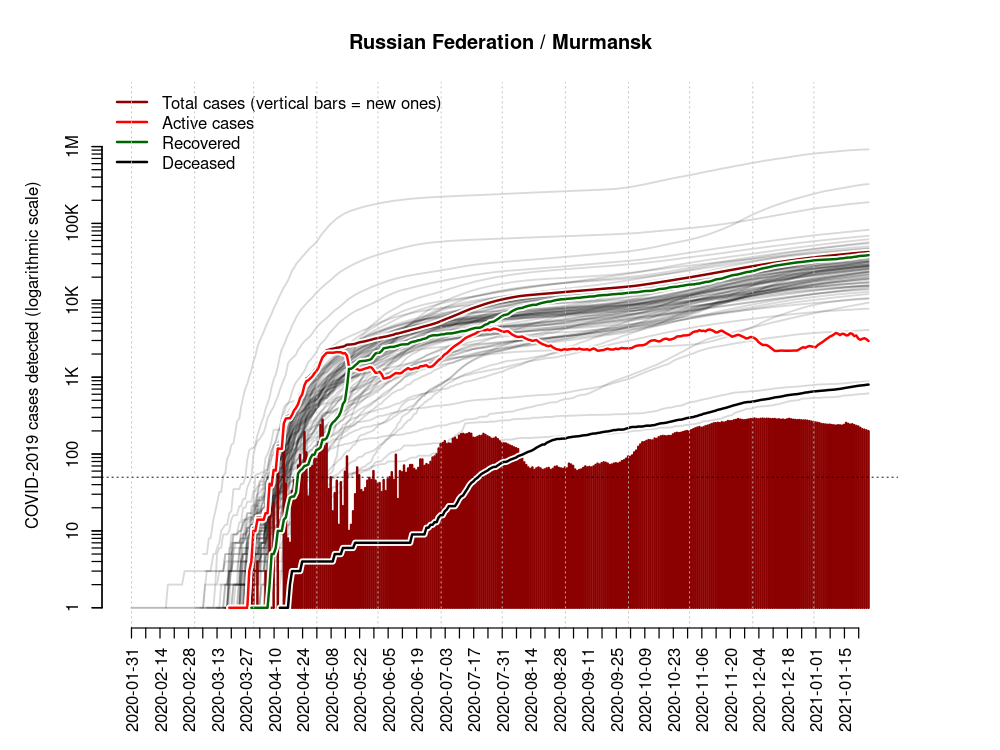 Russian Federation / Murmansk
Total cases (vertical bars = new ones)
Active cases
Recovered
Deceased
COVID-2019 cases detected (logarithmic scale)
1M
100K
10K
1K
100
10
1
2020-01-31
2020-02-14
2020-02-28
2020-03-13
2020-03-27
2020-04-10
2020-04-24
2020-05-08
2020-05-22
2020-06-05
2020-06-19
2020-07-03
2020-07-17
2020-07-31
2020-08-14
2020-08-28
2020-09-11
2020-09-25
2020-10-09
2020-10-23
2020-11-06
2020-11-20
2020-12-04
2020-12-18
2021-01-01
2021-01-15